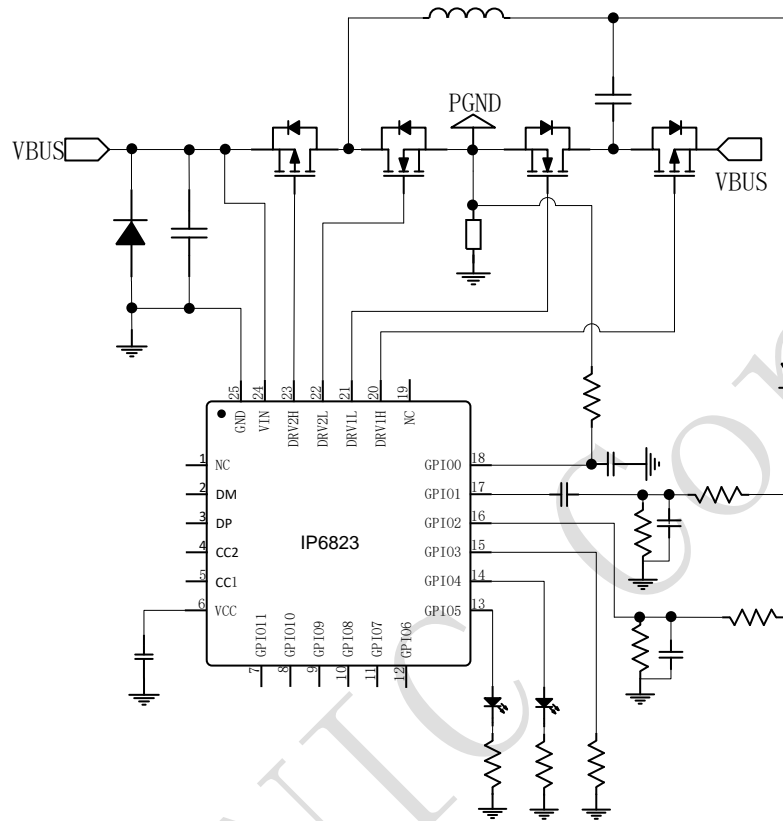 PGND
VBUS
VBUS
25
24
23
22
21
20
19
GND
VIN
DRV2H
DRV2L
DRV1L
DRV1H
NC
1 NC
2 DM
3 DP
4 CC2
5 CC1
6 VCC
IP6823
GPIO0 18
GPIO1 17
GPIO2 16
GPIO3 15
GPIO4 14
GPIO5 13
GPIO11
GPIO10
GPIO9
GPIO8
GPIO7
GPIO6
7
8
9
10
11
12